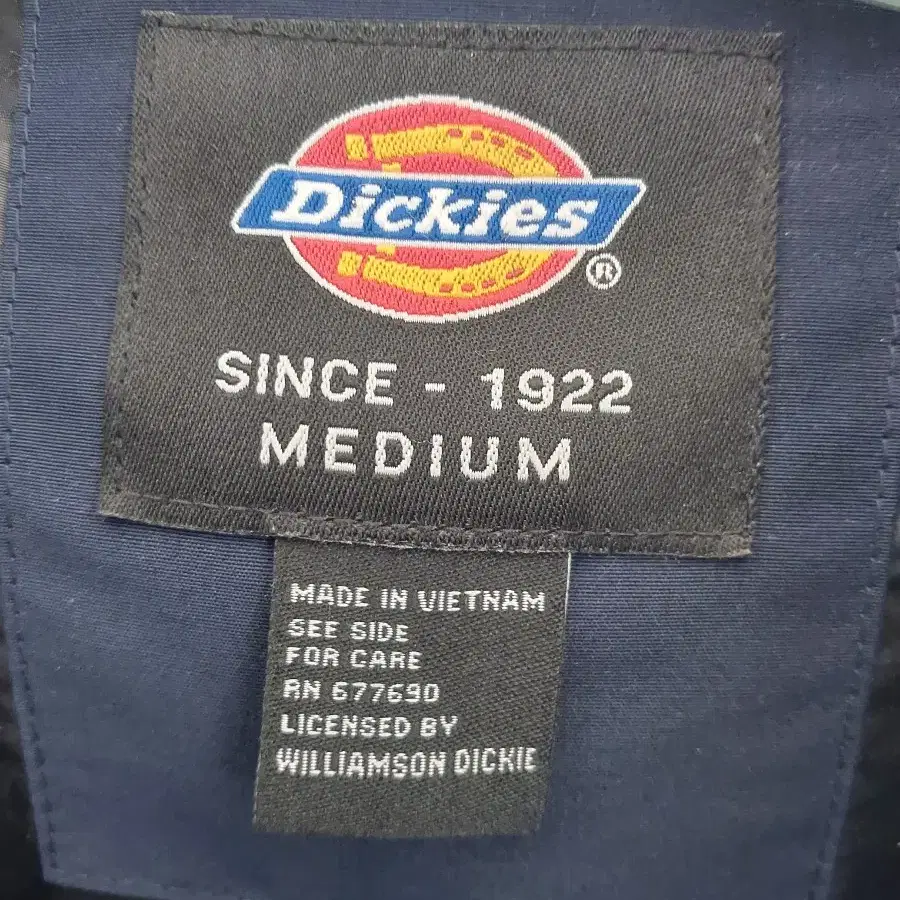 Dickies
®
SINCE - 1922
MEDIUM
MADE IN VIETNAM
SEE SIDE
FOR CARE
RN 677690
LICENSED BY
WILLIAMSON DICKIE